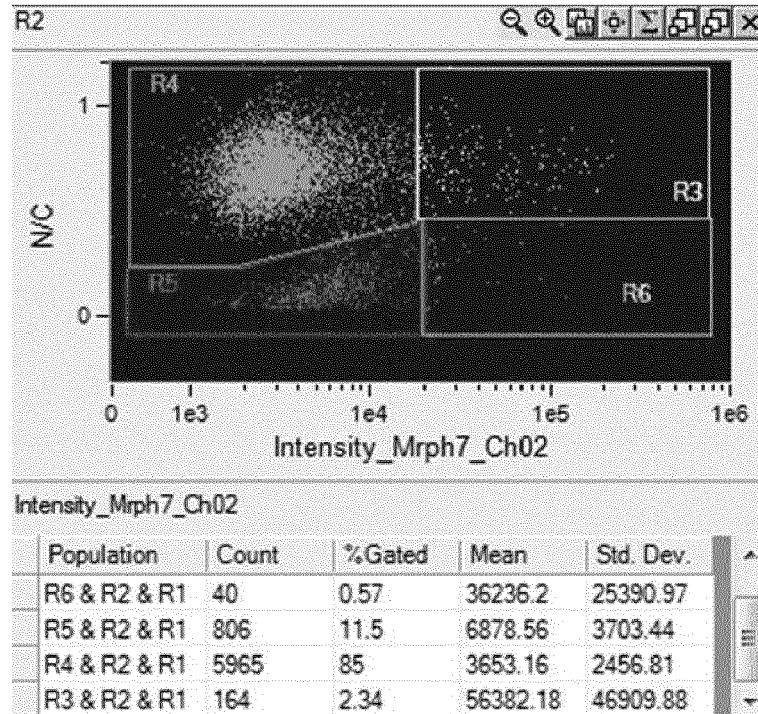 R2
R4
1
N/C
R3
R5
R6
0
0 1e3 1e4 1e5 1e6
Intensity_Mrph7_Ch02
Intensity_Mrph7_Ch02
Population Count %Gated Mean Std. Dev.
R6 & R2 & R1 40 0.57 36236.2 25390.97
R5 & R2 & R1 806 11.5 6878.56 3703.44
R4 & R2 & R1 5965 85 3653.16 2456.81
R3 & R2 & R1 164 2.34 56382.18 46909.88